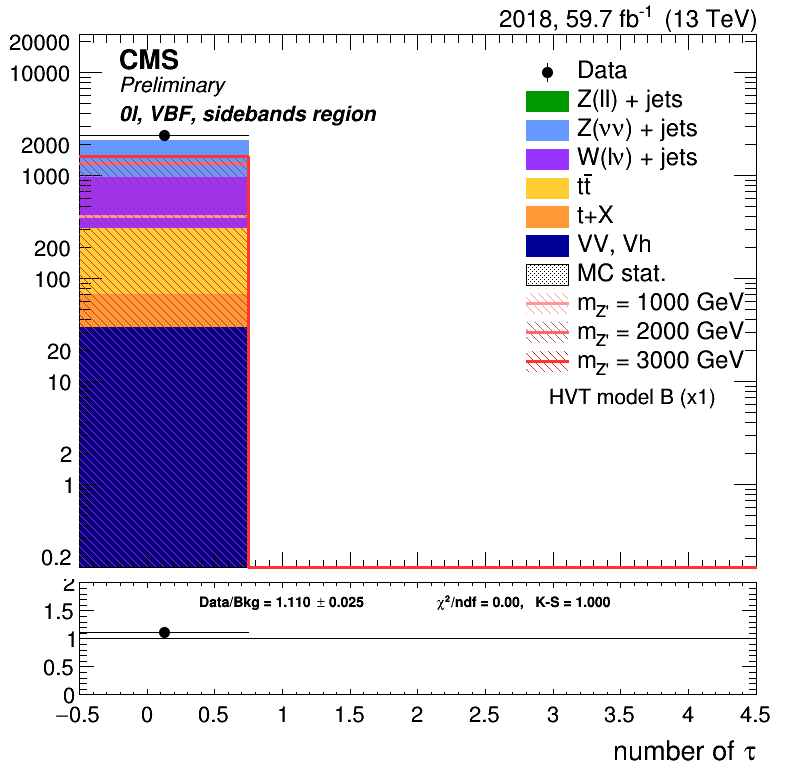 2018, 59.7 fb⁻¹ (13 TeV)
CMS
Preliminary
0l, VBF, sidebands region
Data
Z(ll) + jets
Z(νν) + jets
W(lν) + jets
tt̄
t+X
VV, Vh
MC stat.
m_Z' = 1000 GeV
m_Z' = 2000 GeV
m_Z' = 3000 GeV
HVT model B (x1)
20000
10000
2000
1000
200
100
20
10
2
1
0.2
Data/Bkg = 1.110 ± 0.025 χ²/ndf = 0.00, K-S = 1.000
2
1.5
1
0.5
0
−0.5 0 0.5 1 1.5 2 2.5 3 3.5 4 4.5
number of τ